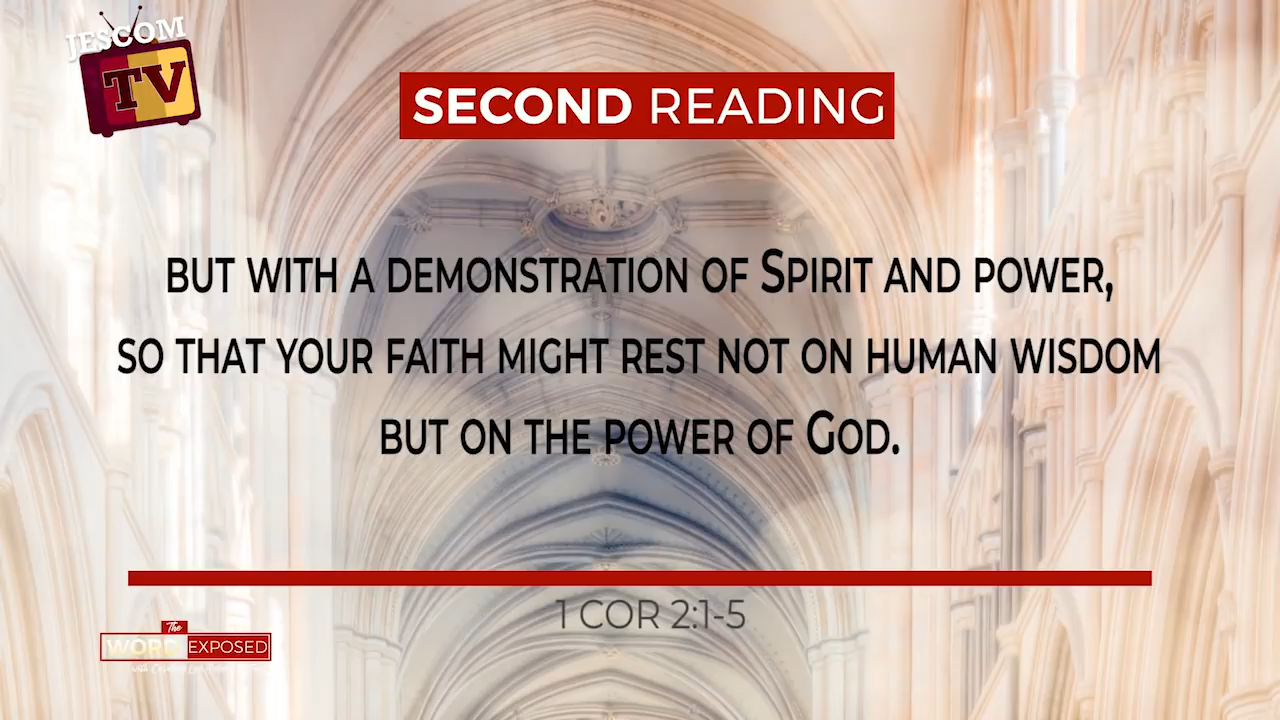 JESCOM
TV
SECOND READING
BUT WITH A DEMONSTRATION OF SPIRIT AND POWER,
SO THAT YOUR FAITH MIGHT REST NOT ON HUMAN WISDOM
BUT ON THE POWER OF GOD.
1 COR 2:1-5
The
WORD EXPOSED